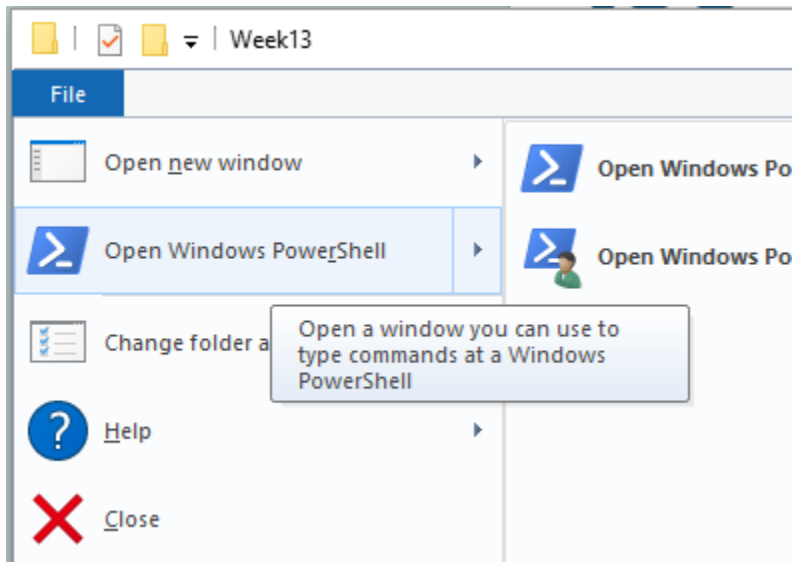 Week13
File
Open new window
Open Windows PowerShell
Change folder a
Help
Close
Open Windows Po
Open Windows Po
Open a window you can use to
type commands at a Windows
PowerShell